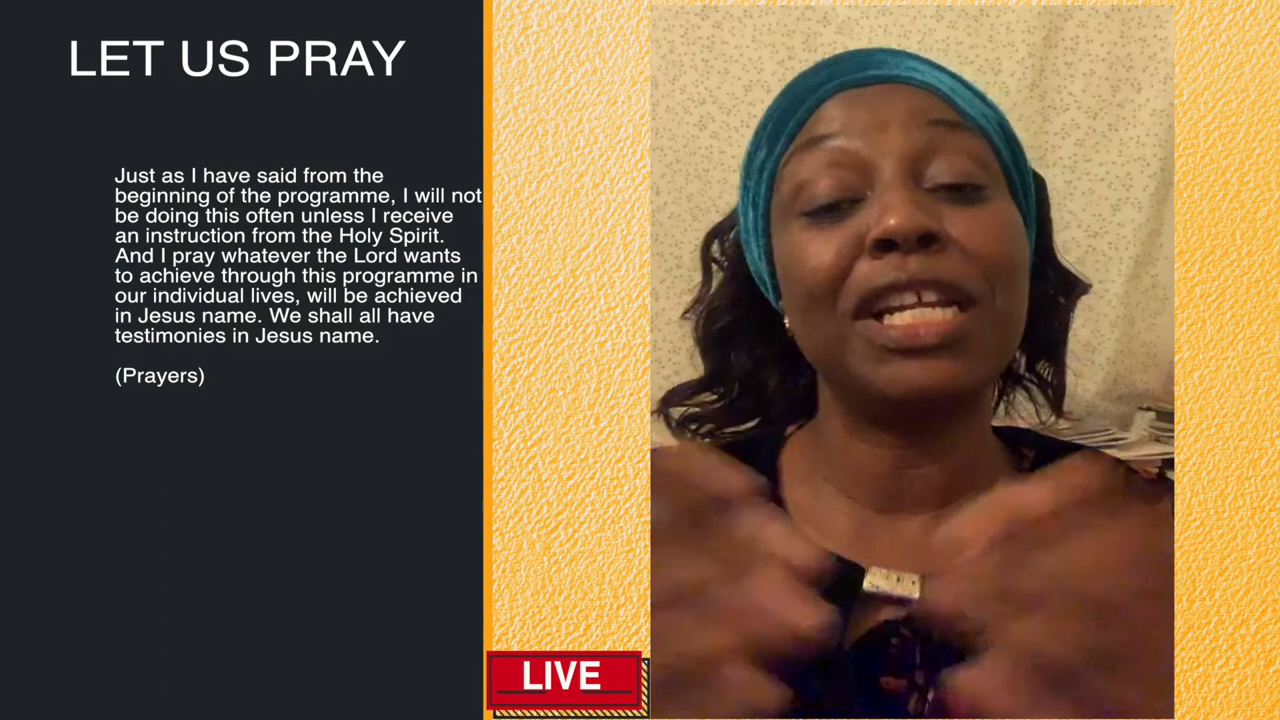 LET US PRAY
Just as I have said from the
beginning of the programme, I will not
be doing this often unless I receive
an instruction from the Holy Spirit.
And I pray whatever the Lord wants
to achieve through this programme in
our individual lives, will be achieved
in Jesus name. We shall all have
testimonies in Jesus name.
(Prayers)
LIVE